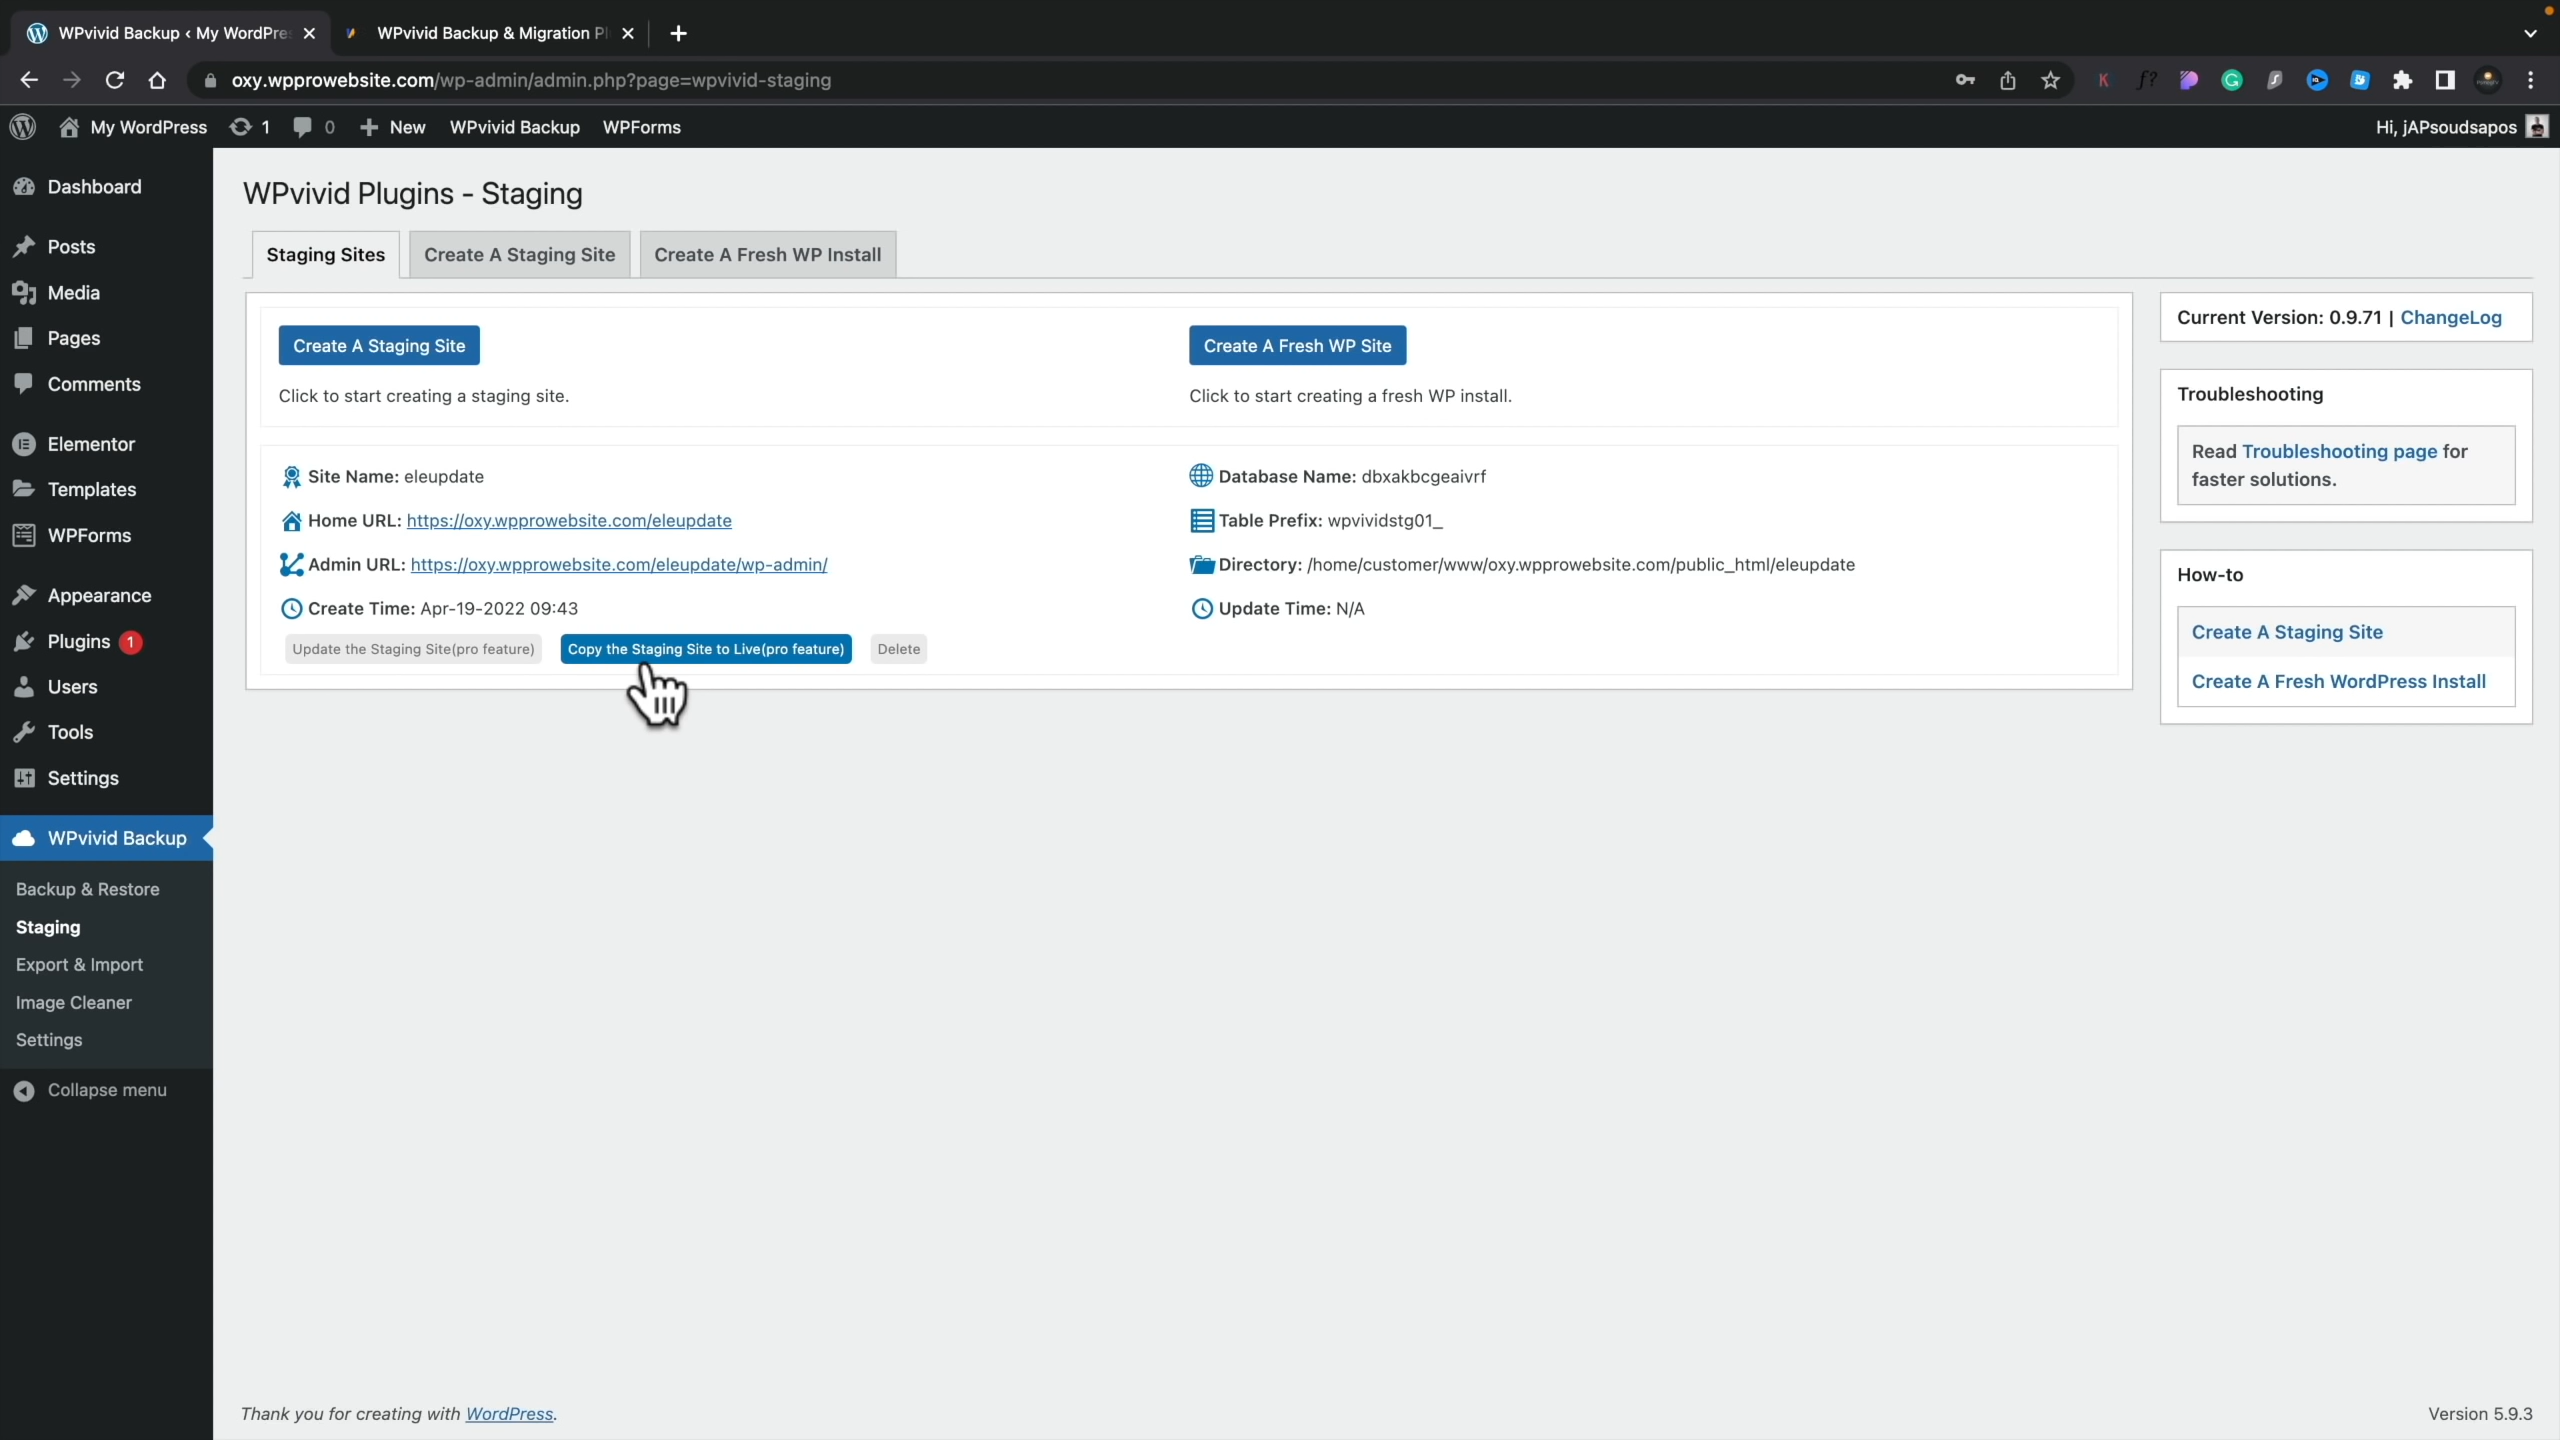 WPvivid Backup ‹ My WordPre
WPvivid Backup & Migration Pl
oxy.wpprowebsite.com/wp-admin/admin.php?page=wpvivid-staging
My WordPress 1 0 New WPvivid Backup WPForms Hi, jAPsoudsapos
Dashboard
Posts
Media
Pages
Comments
Elementor
Templates
WPForms
Appearance
Plugins 1
Users
Tools
Settings
WPvivid Backup
Backup & Restore
Staging
Export & Import
Image Cleaner
Settings
Collapse menu
WPvivid Plugins - Staging
Staging Sites Create A Staging Site Create A Fresh WP Install
Create A Staging Site
Click to start creating a staging site.
Create A Fresh WP Site
Click to start creating a fresh WP install.
Site Name: eleupdate
Home URL: https://oxy.wpprowebsite.com/eleupdate
Admin URL: https://oxy.wpprowebsite.com/eleupdate/wp-admin/
Create Time: Apr-19-2022 09:43
Database Name: dbxakbcgeaivrf
Table Prefix: wpvividstg01_
Directory: /home/customer/www/oxy.wpprowebsite.com/public_html/eleupdate
Update Time: N/A
Update the Staging Site(pro feature) Copy the Staging Site to Live(pro feature) Delete
Current Version: 0.9.71 | ChangeLog
Troubleshooting
Read Troubleshooting page for
faster solutions.
How-to
Create A Staging Site
Create A Fresh WordPress Install
Thank you for creating with WordPress.
Version 5.9.3